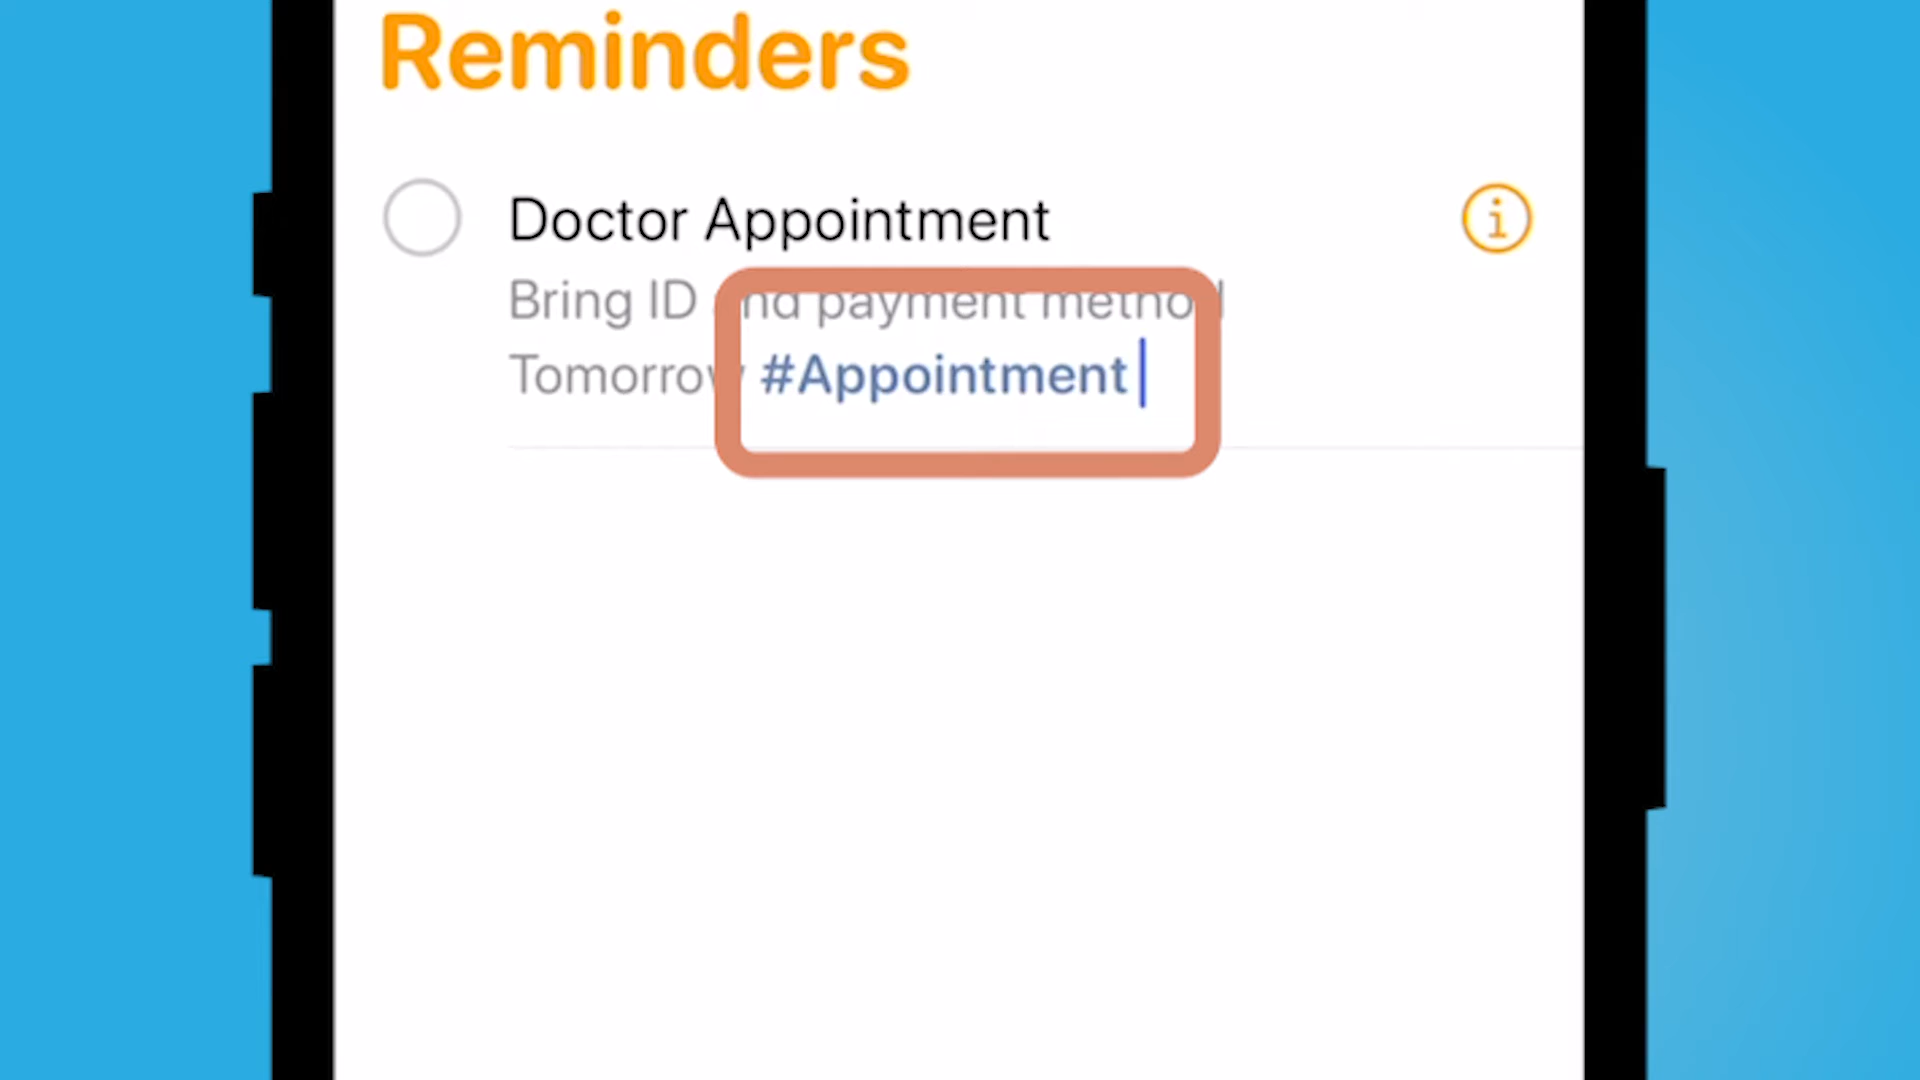 Reminders
Doctor Appointment
Bring ID and payment method
Tomorrow #Appointment